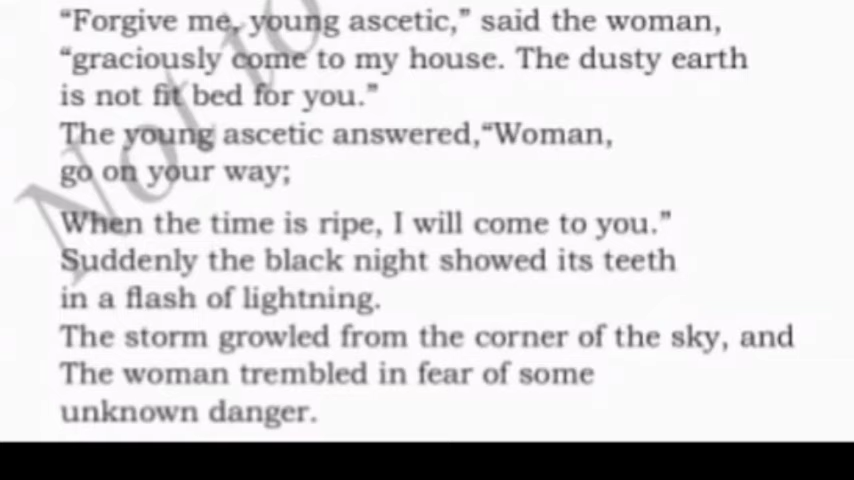 “Forgive me, young ascetic,” said the woman,
“graciously come to my house. The dusty earth
is not fit bed for you.”
The young ascetic answered,“Woman,
go on your way;
When the time is ripe, I will come to you.”
Suddenly the black night showed its teeth
in a flash of lightning.
The storm growled from the corner of the sky, and
The woman trembled in fear of some
unknown danger.
Not to